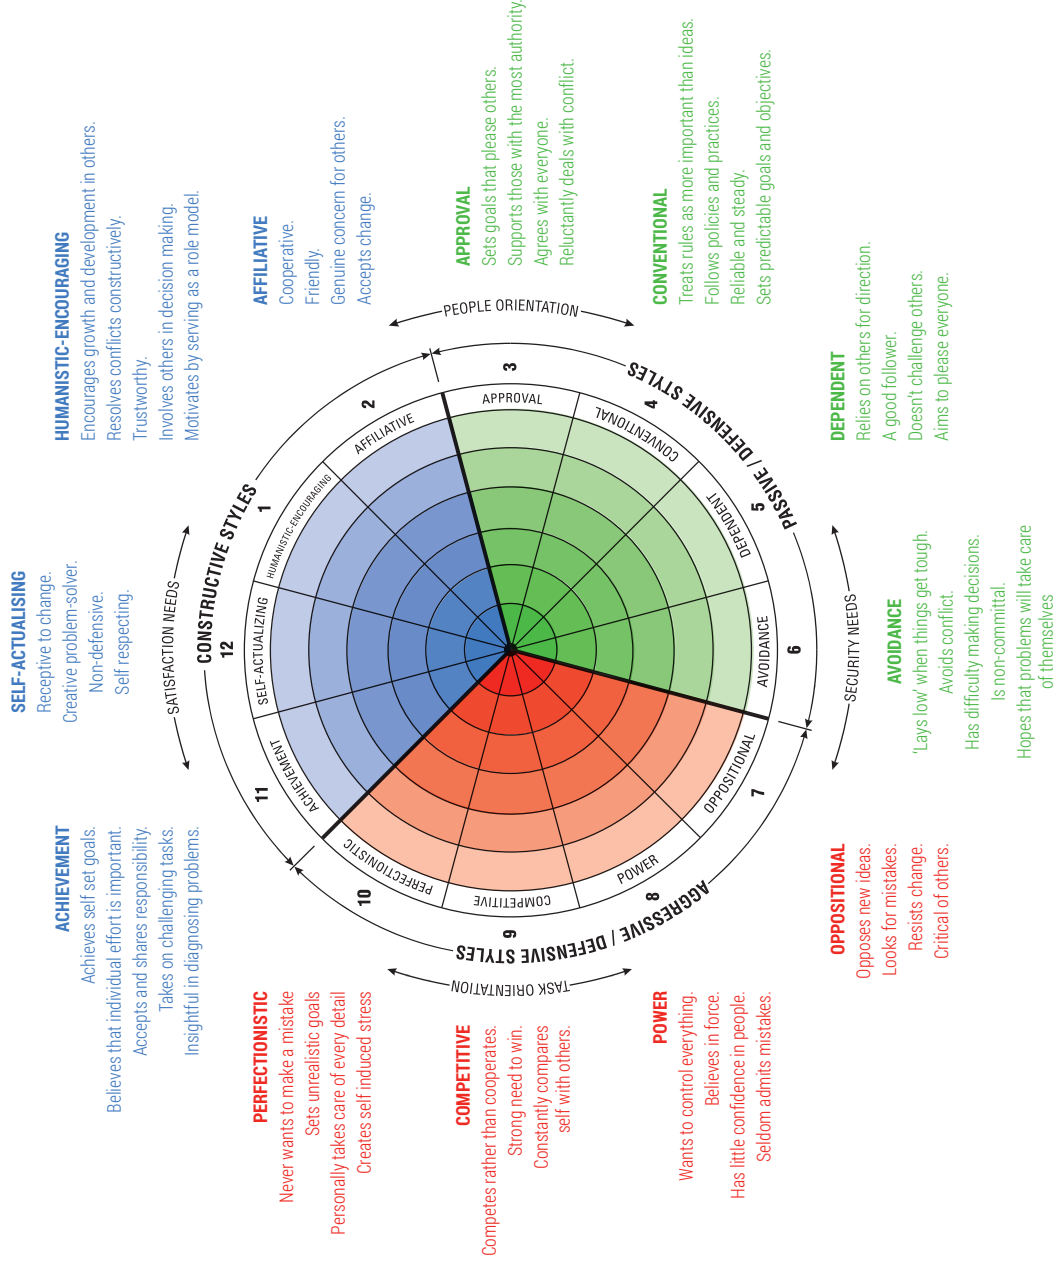 SELF-ACTUALISING
Receptive to change.
Creative problem-solver.
Non-defensive.
Self respecting.
HUMANISTIC-ENCOURAGING
Encourages growth and development in others.
Resolves conflicts constructively.
Trustworthy.
Involves others in decision making.
Motivates by serving as a role model.
AFFILIATIVE
Cooperative.
Friendly.
Genuine concern for others.
Accepts change.
APPROVAL
Sets goals that please others.
Supports those with the most authority.
Agrees with everyone.
Reluctantly deals with conflict.
CONVENTIONAL
Treats rules as more important than ideas.
Follows policies and practices.
Reliable and steady.
Sets predictable goals and objectives.
DEPENDENT
Relies on others for direction.
A good follower.
Doesn't challenge others.
Aims to please everyone.
AVOIDANCE
'Lays low' when things get tough.
Avoids conflict.
Has difficulty making decisions.
Is non-committal.
Hopes that problems will take care
of themselves
OPPOSITIONAL
Opposes new ideas.
Looks for mistakes.
Resists change.
Critical of others.
POWER
Wants to control everything.
Believes in force.
Has little confidence in people.
Seldom admits mistakes.
COMPETITIVE
Competes rather than cooperates.
Strong need to win.
Constantly compares
self with others.
PERFECTIONISTIC
Never wants to make a mistake
Sets unrealistic goals
Personally takes care of every detail
Creates self induced stress
ACHIEVEMENT
Achieves self set goals.
Believes that individual effort is important.
Accepts and shares responsibility.
Takes on challenging tasks.
Insightful in diagnosing problems.
SATISFACTION NEEDS
PEOPLE ORIENTATION
SECURITY NEEDS
TASK ORIENTATION
CONSTRUCTIVE STYLES
PASSIVE / DEFENSIVE STYLES
AGGRESSIVE / DEFENSIVE STYLES
12
SELF-ACTUALIZING
1
HUMANISTIC-ENCOURAGING
2
AFFILIATIVE
3
APPROVAL
4
CONVENTIONAL
5
DEPENDENT
6
AVOIDANCE
7
OPPOSITIONAL
8
POWER
9
COMPETITIVE
10
PERFECTIONISTIC
11
ACHIEVEMENT